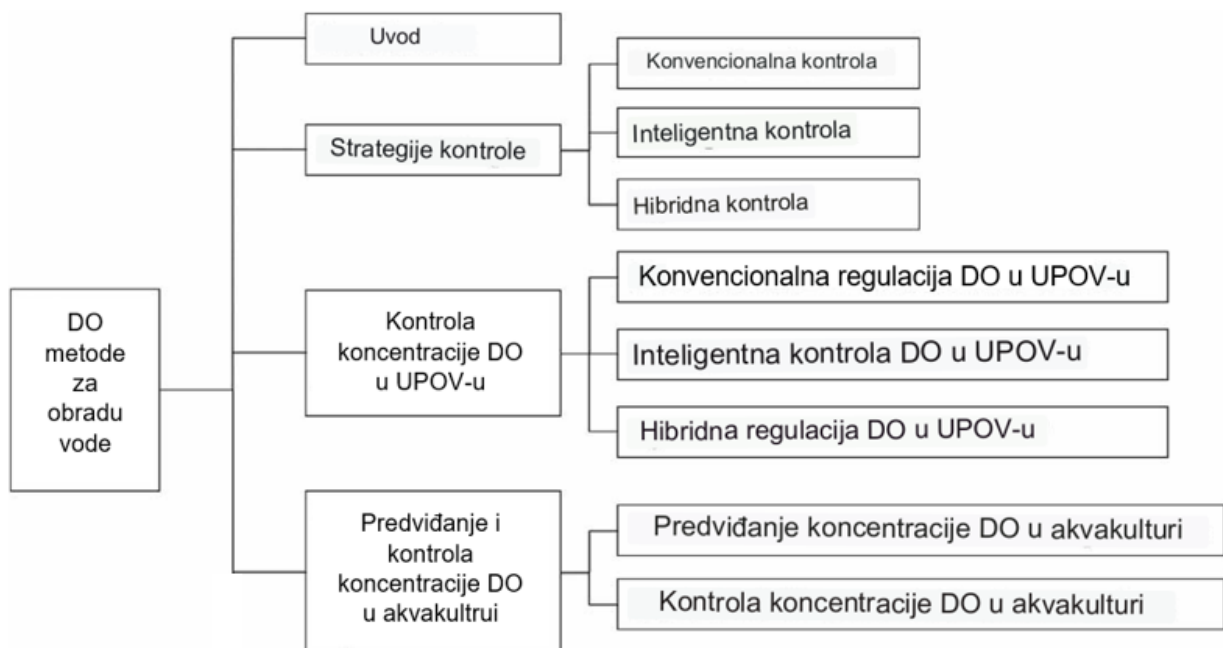 DO
metode
za
obradu
vode
Uvod
Strategije kontrole
Konvencionalna kontrola
Inteligentna kontrola
Hibridna kontrola
Kontrola
koncentracije DO
u UPOV-u
Konvencionalna regulacija DO u UPOV-u
Inteligentna kontrola DO u UPOV-u
Hibridna regulacija DO u UPOV-u
Predviđanje i
kontrola
koncentracije DO
u akvakultrui
Predviđanje koncentracije DO u akvakulturi
Kontrola koncentracije DO u akvakulturi